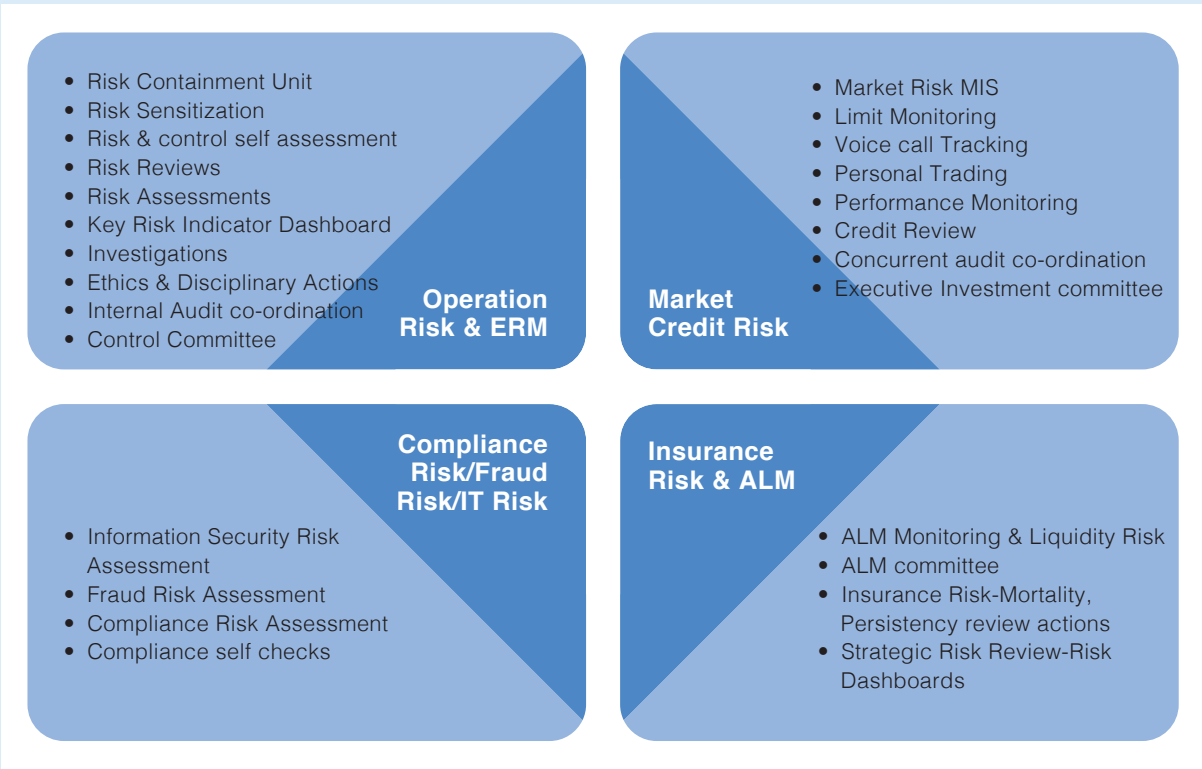 • Risk Containment Unit
• Risk Sensitization
• Risk & control self assessment
• Risk Reviews
• Risk Assessments
• Key Risk Indicator Dashboard
• Investigations
• Ethics & Disciplinary Actions
• Internal Audit co-ordination
• Control Committee
Operation
Risk & ERM
• Market Risk MIS
• Limit Monitoring
• Voice call Tracking
• Personal Trading
• Performance Monitoring
• Credit Review
• Concurrent audit co-ordination
• Executive Investment committee
Market
Credit Risk
Compliance
Risk/Fraud
Risk/IT Risk
• Information Security Risk
Assessment
• Fraud Risk Assessment
• Compliance Risk Assessment
• Compliance self checks
Insurance
Risk & ALM
• ALM Monitoring & Liquidity Risk
• ALM committee
• Insurance Risk-Mortality,
Persistency review actions
• Strategic Risk Review-Risk
Dashboards